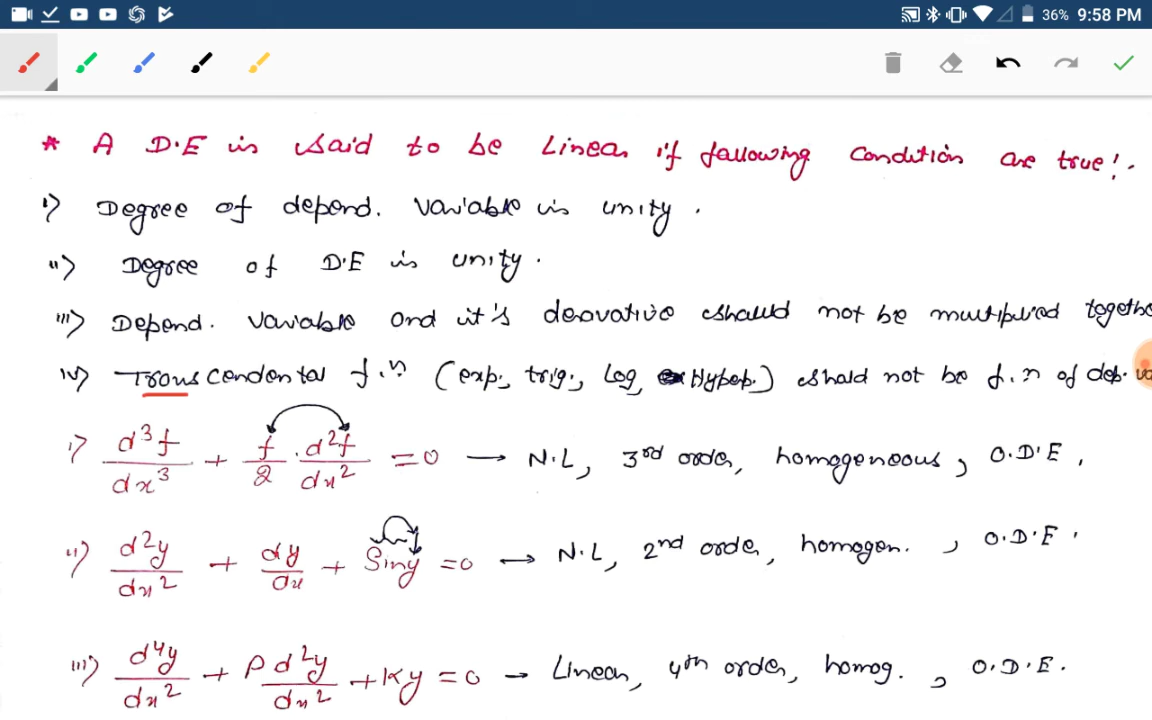 36% 9:58 PM
* A D.E is said to be Linear if following condition are true!.
i) Degree of depend. variable is unity.
ii) Degree of D.E is unity.
iii) Depend. variable and it's derivative should not be multiplied togethe
iv) Transcendental f.n (exp., trig., log, Hypeb.) should not be f.n of dep. va
i) d³f/dx³ + f/2 . d²f/dx² = 0 → N.L, 3rd order, homogeneous, O.D.E,
ii) d²y/dx² + dy/dx + Siny = 0 → N.L, 2nd order, homogen., O.D.E.
iii) d⁴y/dx² + P d²y/dx² + Ky = 0 → Linear, 4th order, homog., O.D.E.